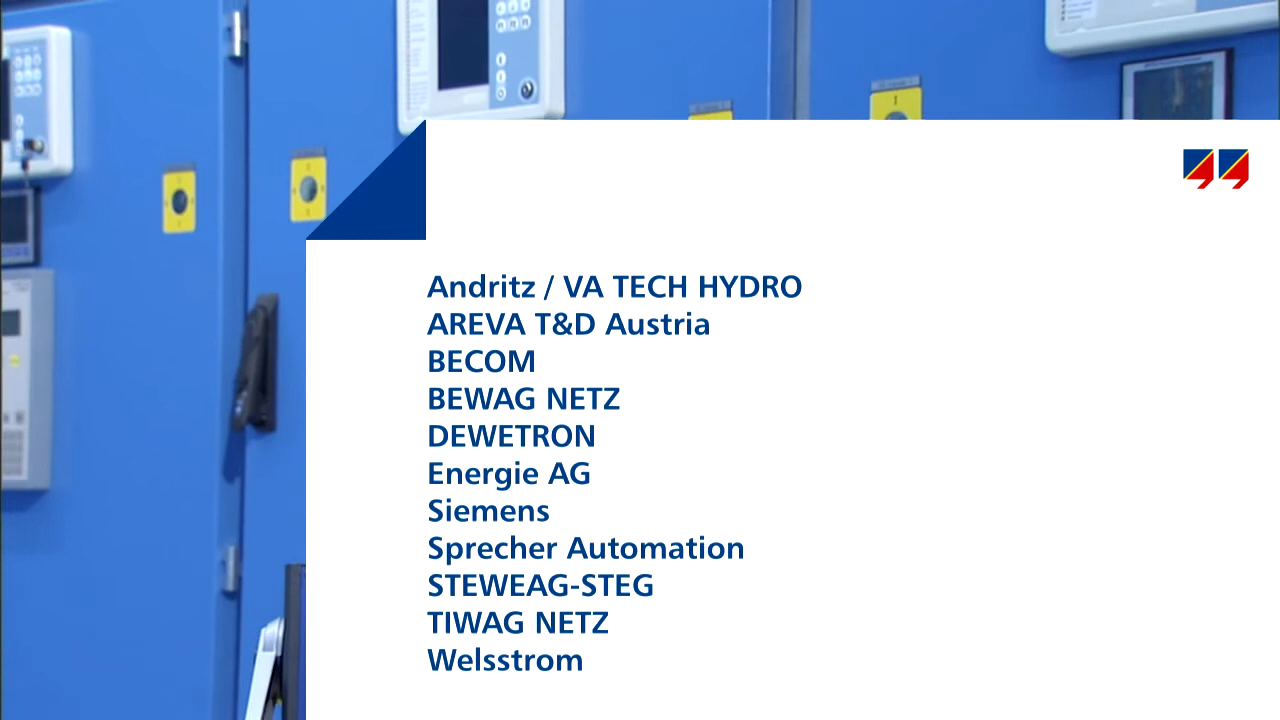 Andritz / VA TECH HYDRO
AREVA T&D Austria
BECOM
BEWAG NETZ
DEWETRON
Energie AG
Siemens
Sprecher Automation
STEWEAG-STEG
TIWAG NETZ
Welsstrom